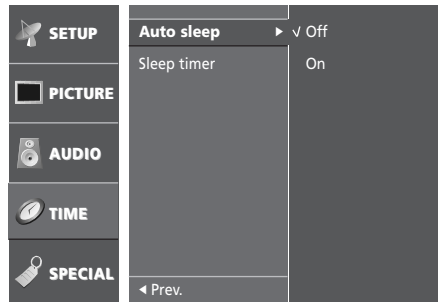 SETUP
PICTURE
AUDIO
TIME
SPECIAL
Auto sleep ▶ √ Off
Sleep timer On
◀ Prev.